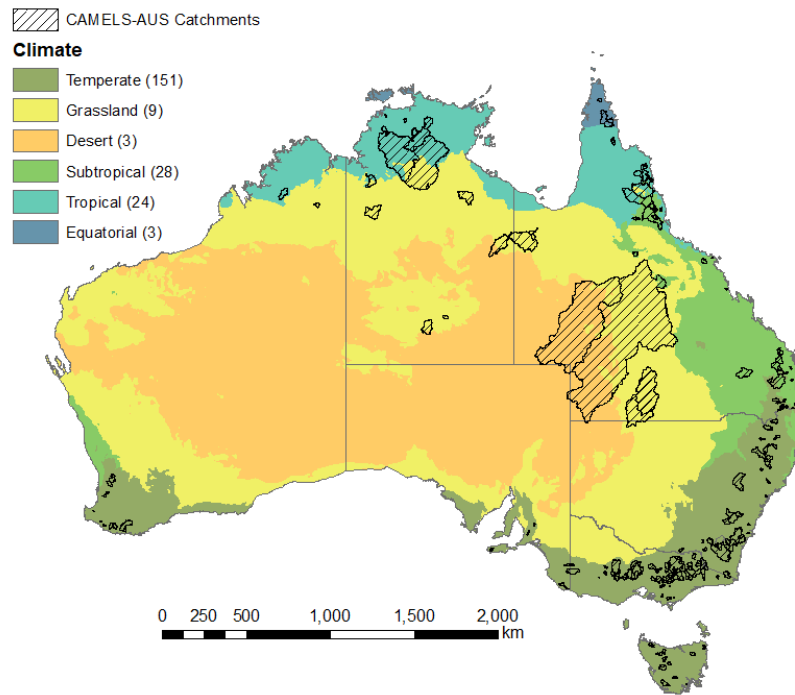 CAMELS-AUS Catchments
Climate
Temperate (151)
Grassland (9)
Desert (3)
Subtropical (28)
Tropical (24)
Equatorial (3)
0 250 500 1,000 1,500 2,000
km